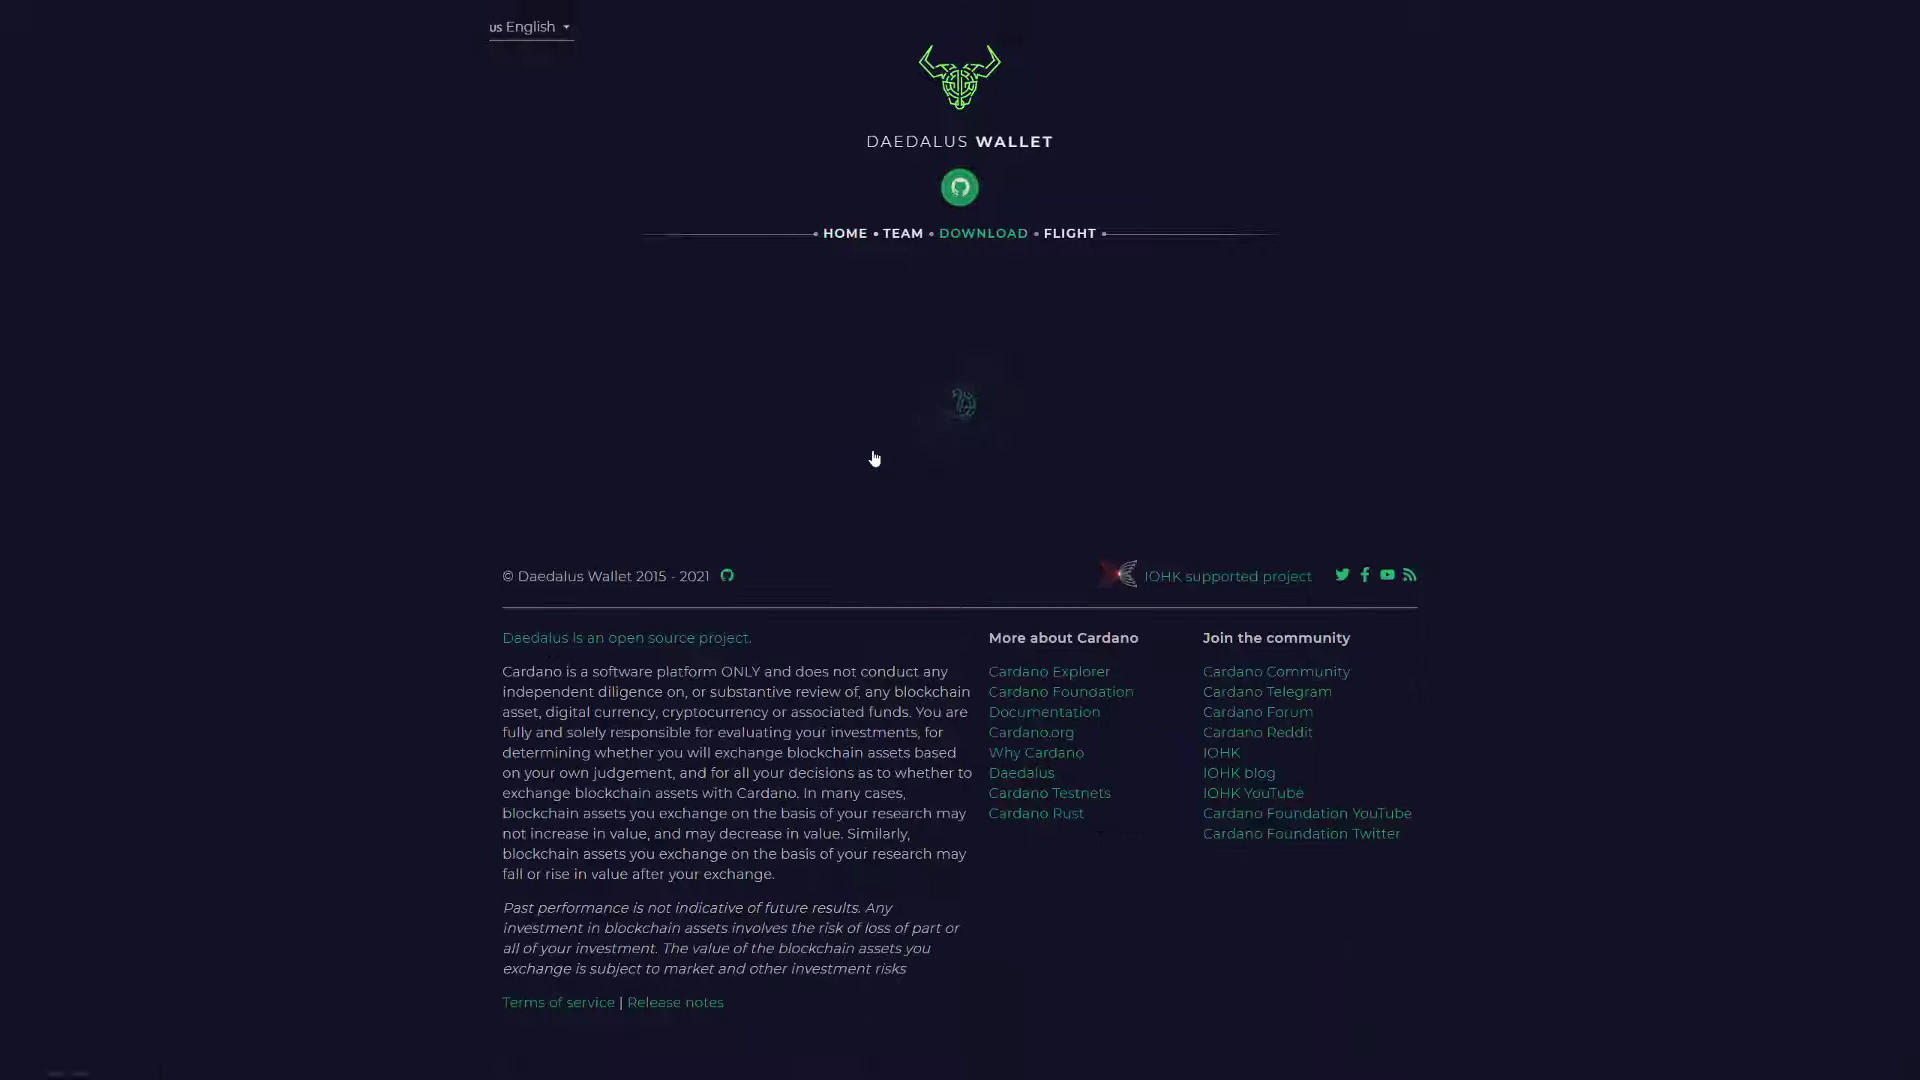 us English
DAEDALUS WALLET
HOME • TEAM • DOWNLOAD • FLIGHT
© Daedalus Wallet 2015 - 2021
IOHK supported project
Daedalus is an open source project.
Cardano is a software platform ONLY and does not conduct any
independent diligence on, or substantive review of, any blockchain
asset, digital currency, cryptocurrency or associated funds. You are
fully and solely responsible for evaluating your investments, for
determining whether you will exchange blockchain assets based
on your own judgement, and for all your decisions as to whether to
exchange blockchain assets with Cardano. In many cases,
blockchain assets you exchange on the basis of your research may
not increase in value, and may decrease in value. Similarly,
blockchain assets you exchange on the basis of your research may
fall or rise in value after your exchange.
Past performance is not indicative of future results. Any
investment in blockchain assets involves the risk of loss of part or
all of your investment. The value of the blockchain assets you
exchange is subject to market and other investment risks
Terms of service | Release notes
More about Cardano
Cardano Explorer
Cardano Foundation
Documentation
Cardano.org
Why Cardano
Daedalus
Cardano Testnets
Cardano Rust
Join the community
Cardano Community
Cardano Telegram
Cardano Forum
Cardano Reddit
IOHK
IOHK blog
IOHK YouTube
Cardano Foundation YouTube
Cardano Foundation Twitter